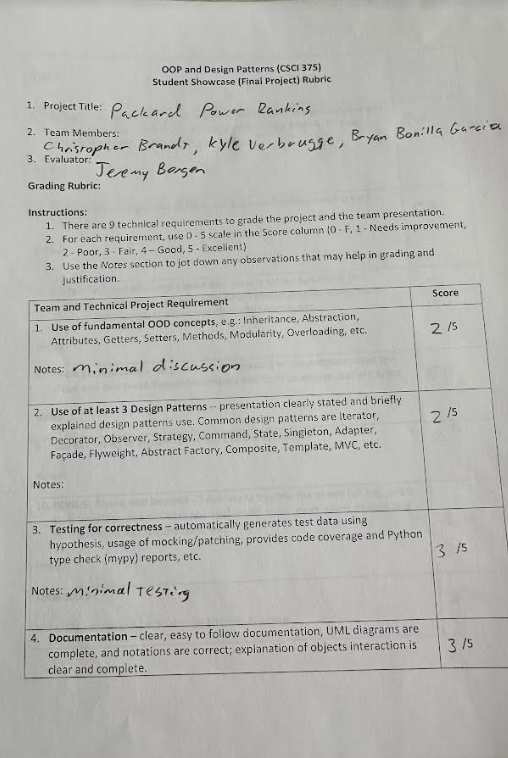 OOP and Design Patterns (CSCI 375)
Student Showcase (Final Project) Rubric
1. Project Title: Packard Power Rankings
2. Team Members:
Chrisropher Brandt, Kyle Verbrugge, Bryan Bonilla Garcia
3. Evaluator: Jeremy Bergen
Grading Rubric:
Instructions:
1. There are 9 technical requirements to grade the project and the team presentation.
2. For each requirement, use 0 - 5 scale in the Score column (0 - F, 1 - Needs improvement,
2 - Poor, 3 - Fair, 4 – Good, 5 - Excellent)
3. Use the Notes section to jot down any observations that may help in grading and
justification.
Team and Technical Project Requirement Score
1. Use of fundamental OOD concepts, e.g.: Inheritance, Abstraction,
Attributes, Getters, Setters, Methods, Modularity, Overloading, etc.
2 /5
Notes: minimal discussion
2. Use of at least 3 Design Patterns – presentation clearly stated and briefly
explained design patterns use. Common design patterns are Iterator,
Decorator, Observer, Strategy, Command, State, Singleton, Adapter,
Façade, Flyweight, Abstract Factory, Composite, Template, MVC, etc.
2 /5
Notes:
3. Testing for correctness – automatically generates test data using
hypothesis, usage of mocking/patching, provides code coverage and Python
type check (mypy) reports, etc.
3 /5
Notes: minimal testing
4. Documentation – clear, easy to follow documentation, UML diagrams are
complete, and notations are correct; explanation of objects interaction is
clear and complete.
3 /5